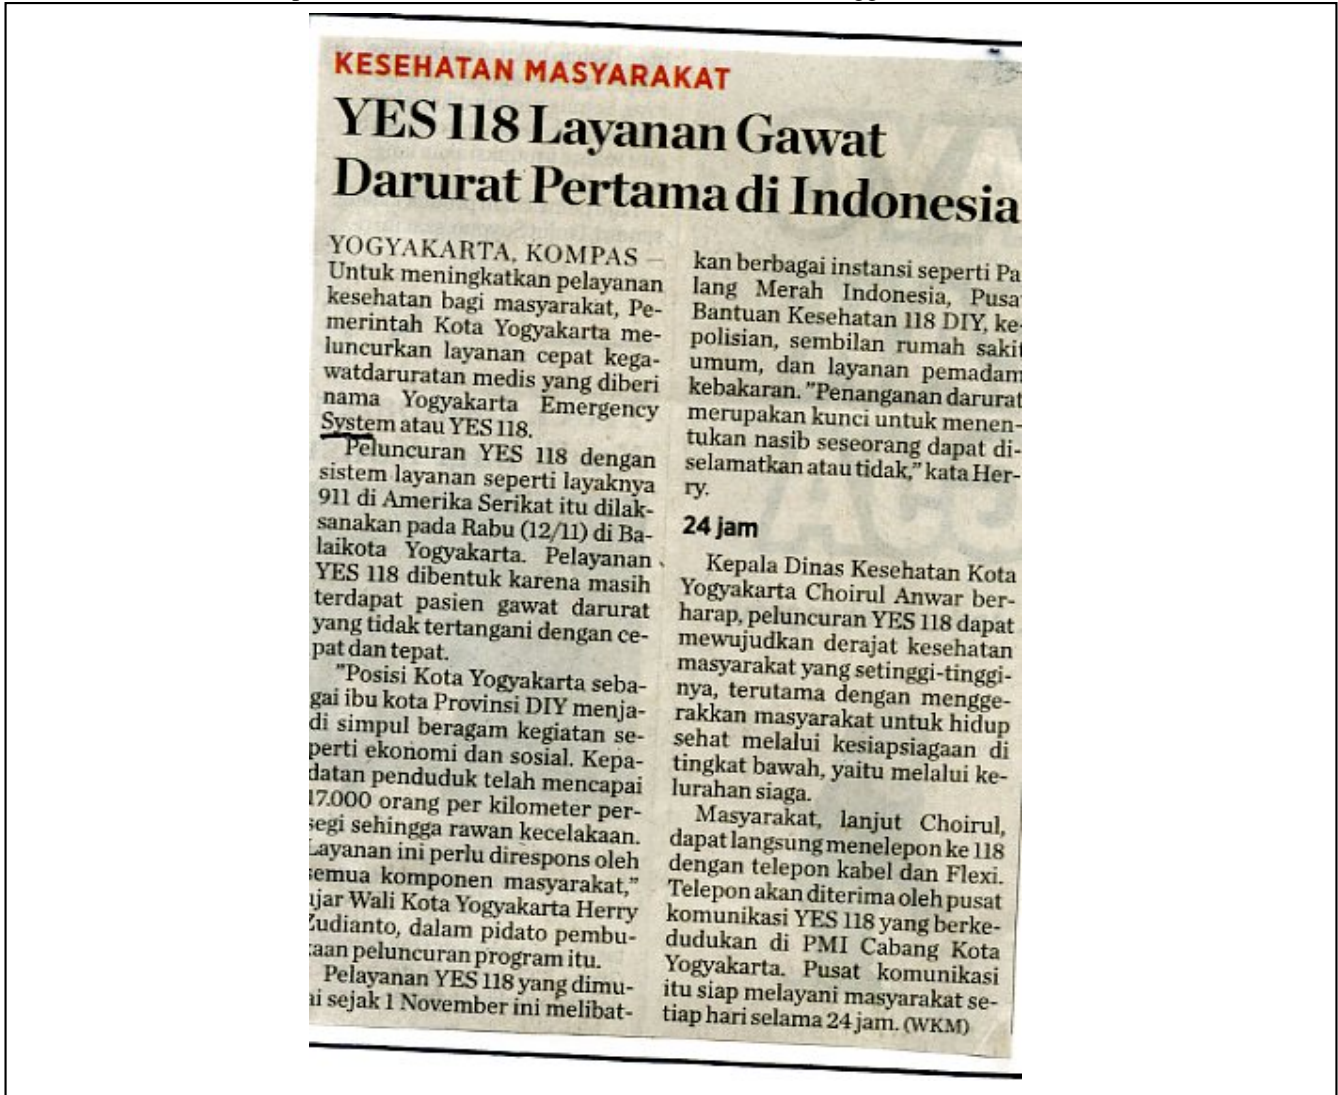 KESEHATAN MASYARAKAT
YES 118 Layanan Gawat
Darurat Pertama di Indonesia
YOGYAKARTA, KOMPAS —
Untuk meningkatkan pelayanan
kesehatan bagi masyarakat, Pe-
merintah Kota Yogyakarta me-
luncurkan layanan cepat kega-
watdaruratan medis yang diberi
nama Yogyakarta Emergency
System atau YES 118.
Peluncuran YES 118 dengan
sistem layanan seperti layaknya
911 di Amerika Serikat itu dilak-
sanakan pada Rabu (12/11) di Ba-
laikota Yogyakarta. Pelayanan
YES 118 dibentuk karena masih
terdapat pasien gawat darurat
yang tidak tertangani dengan ce-
pat dan tepat.
"Posisi Kota Yogyakarta seba-
gai ibu kota Provinsi DIY menja-
di simpul beragam kegiatan se-
perti ekonomi dan sosial. Kepa-
datan penduduk telah mencapai
17.000 orang per kilometer per-
segi sehingga rawan kecelakaan.
Layanan ini perlu direspons oleh
semua komponen masyarakat,"
ujar Wali Kota Yogyakarta Herry
Zudianto, dalam pidato pembu-
kaan peluncuran program itu.
Pelayanan YES 118 yang dimu-
ai sejak 1 November ini melibat-
kan berbagai instansi seperti Pa
lang Merah Indonesia, Pusa
Bantuan Kesehatan 118 DIY, ke-
polisian, sembilan rumah sakit
umum, dan layanan pemadam
kebakaran. "Penanganan darurat
merupakan kunci untuk menen-
tukan nasib seseorang dapat di-
selamatkan atau tidak," kata Her-
ry.
24 jam
Kepala Dinas Kesehatan Kota
Yogyakarta Choirul Anwar ber-
harap, peluncuran YES 118 dapat
mewujudkan derajat kesehatan
masyarakat yang setinggi-tinggi-
nya, terutama dengan mengge-
rakkan masyarakat untuk hidup
sehat melalui kesiapsiagaan di
tingkat bawah, yaitu melalui ke-
lurahan siaga.
Masyarakat, lanjut Choirul,
dapat langsung menelepon ke 118
dengan telepon kabel dan Flexi.
Telepon akan diterima oleh pusat
komunikasi YES 118 yang berke-
dudukan di PMI Cabang Kota
Yogyakarta. Pusat komunikasi
itu siap melayani masyarakat se-
tiap hari selama 24 jam. (WKM)